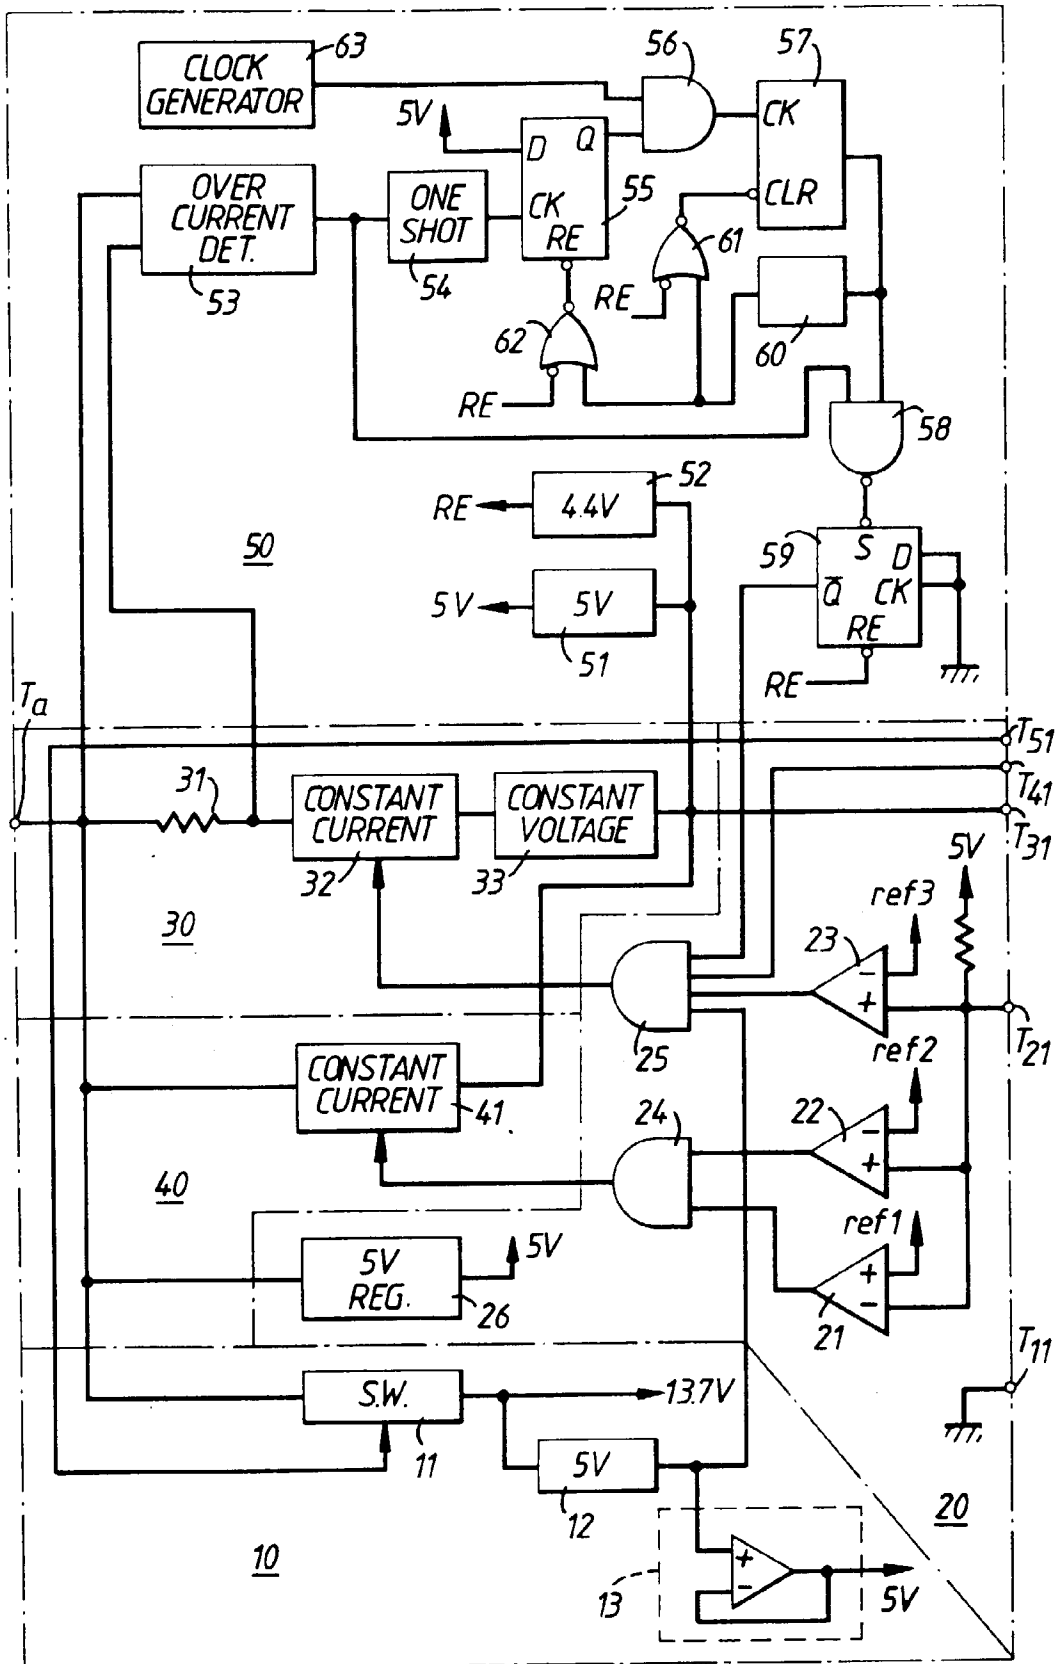 63
CLOCK
GENERATOR
56
57
5V
D
Q
CK
CLR
55
CK
RE
OVER
CURRENT
DET.
53
ONE
SHOT
54
61
RE
62
60
RE
58
52
RE
4.4V
50
59
S
D
Q̅
CK
RE
5V
5V
51
RE
Ta
T51
T41
T31
31
CONSTANT
CURRENT
32
CONSTANT
VOLTAGE
33
5V
ref3
30
23
-
+
25
T21
ref2
CONSTANT
CURRENT
41
24
22
-
+
40
ref1
5V
REG.
26
5V
+
-
21
T11
S.W.
11
13.7V
5V
12
20
10
13
+
-
5V